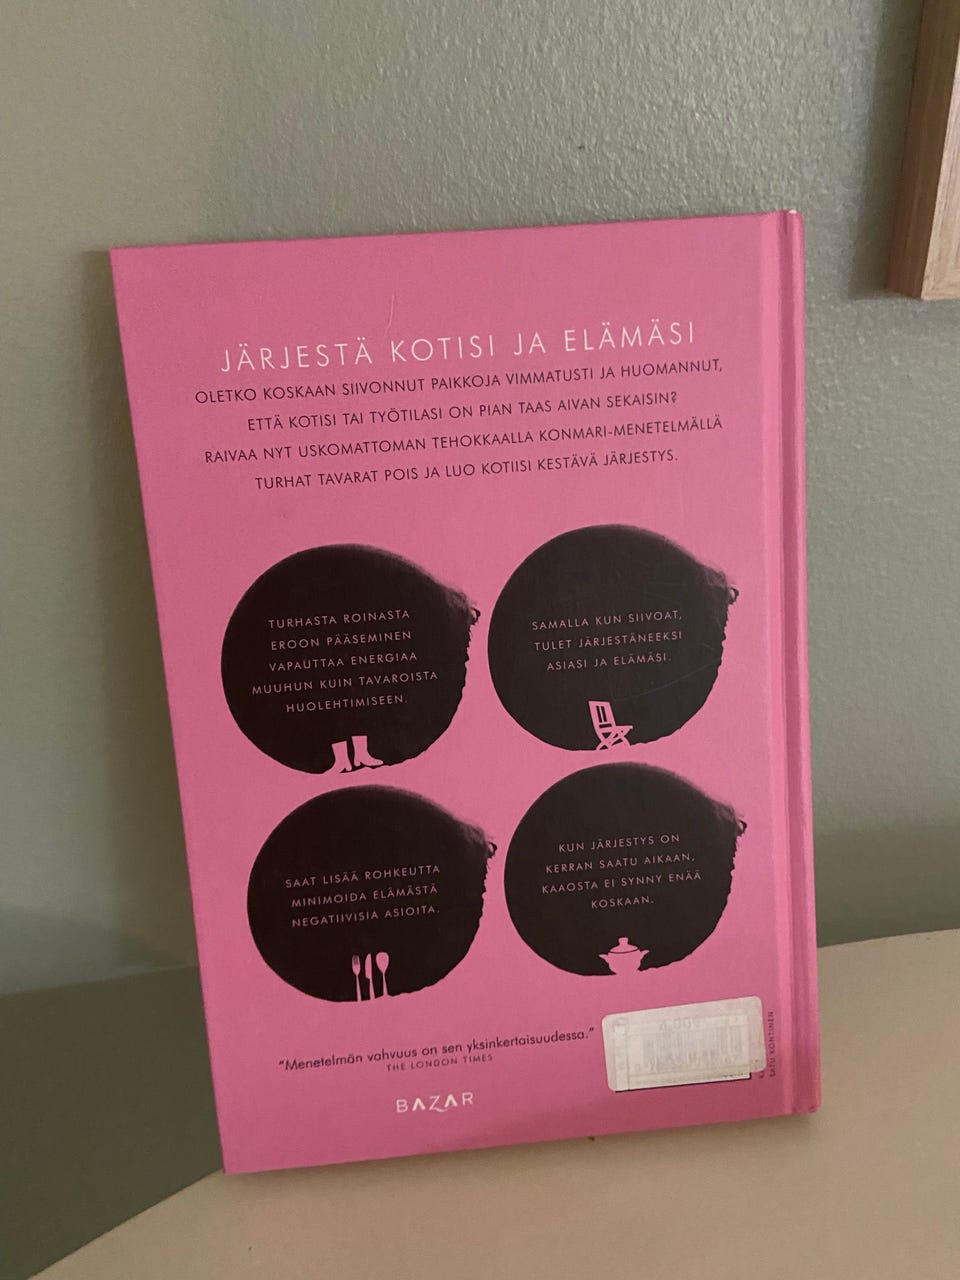 JÄRJESTÄ KOTISI JA ELÄMÄSI
OLETKO KOSKAAN SIIVONNUT PAIKKOJA VIMMATUSTI JA HUOMANNUT,
ETTÄ KOTISI TAI TYÖTILASI ON PIAN TAAS AIVAN SEKAISIN?
RAIVAA NYT USKOMATTOMAN TEHOKKAALLA KONMARI-MENETELMÄLLÄ
TURHAT TAVARAT POIS JA LUO KOTIISI KESTÄVÄ JÄRJESTYS.
TURHASTA ROINASTA
EROON PÄÄSEMINEN
VAPAUTTAA ENERGIAA
MUUHUN KUIN TAVAROISTA
HUOLEHTIMISEEN.
SAMALLA KUN SIIVOAT,
TULET JÄRJESTÄNEEKSI
ASIASI JA ELÄMÄSI.
SAAT LISÄÄ ROHKEUTTA
MINIMOIDA ELÄMÄSTÄ
NEGATIIVISIA ASIOITA.
KUN JÄRJESTYS ON
KERRAN SAATU AIKAAN,
KAAOSTA EI SYNNY ENÄÄ
KOSKAAN.
"Menetelmän vahvuus on sen yksinkertaisuudessa."
THE LONDON TIMES
BAZAR
SATU KONTINEN